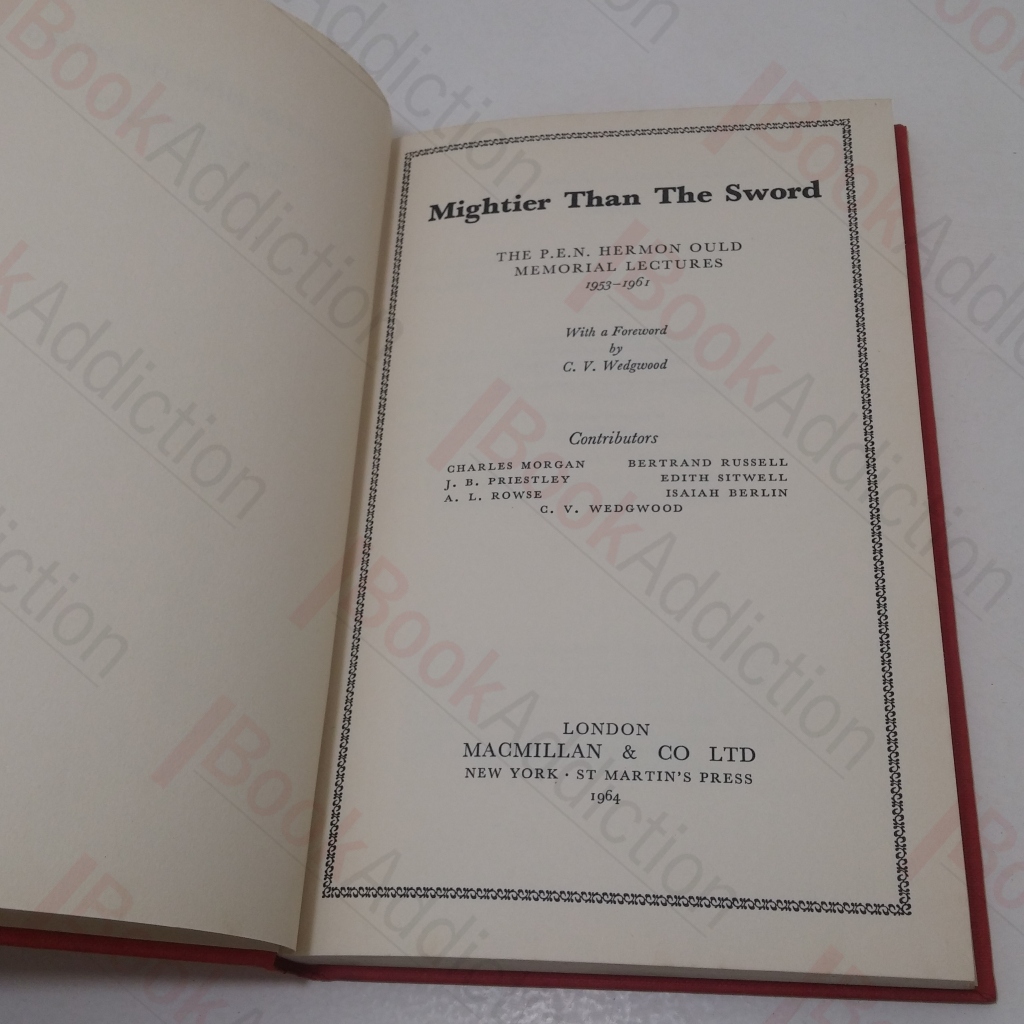 Mightier Than The Sword
THE P.E.N. HERMON OULD
MEMORIAL LECTURES
1953–1961
With a Foreword
by
C. V. Wedgwood
Contributors
CHARLES MORGAN BERTRAND RUSSELL
J. B. PRIESTLEY EDITH SITWELL
A. L. ROWSE ISAIAH BERLIN
C. V. WEDGWOOD
LONDON
MACMILLAN & CO LTD
NEW YORK · ST MARTIN'S PRESS
1964
BookAddiction